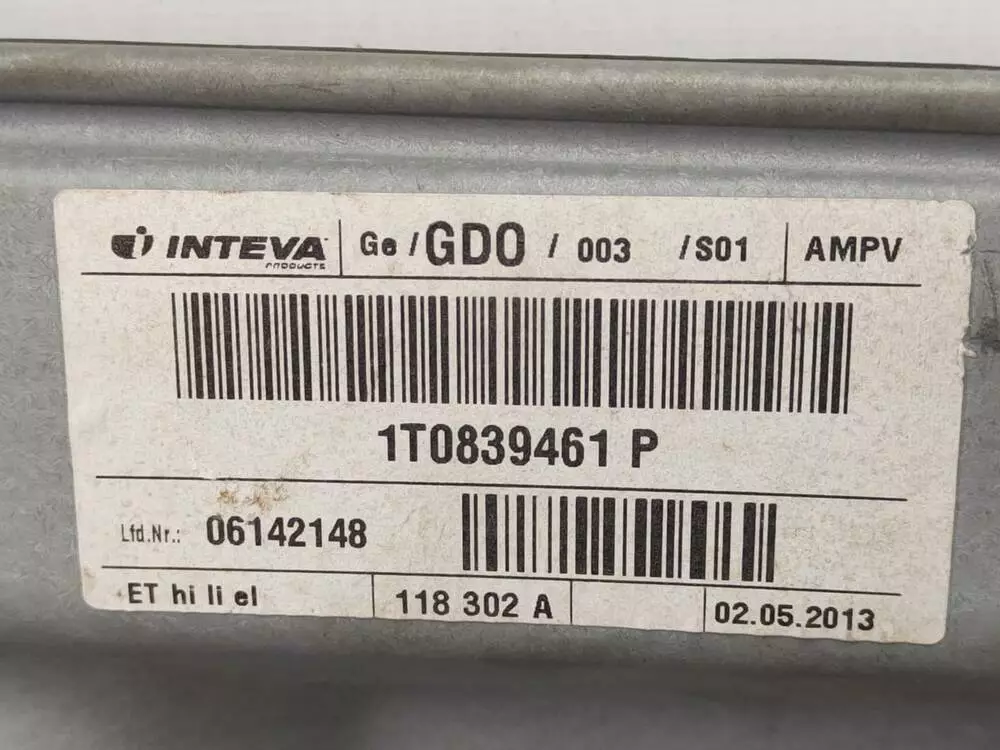 INTEVA Ge /GDO / 003 /S01 AMPV
PRODUCTS
1T0839461 P
Lfd.Nr.: 06142148
ET hi li el 118 302 A 02.05.2013